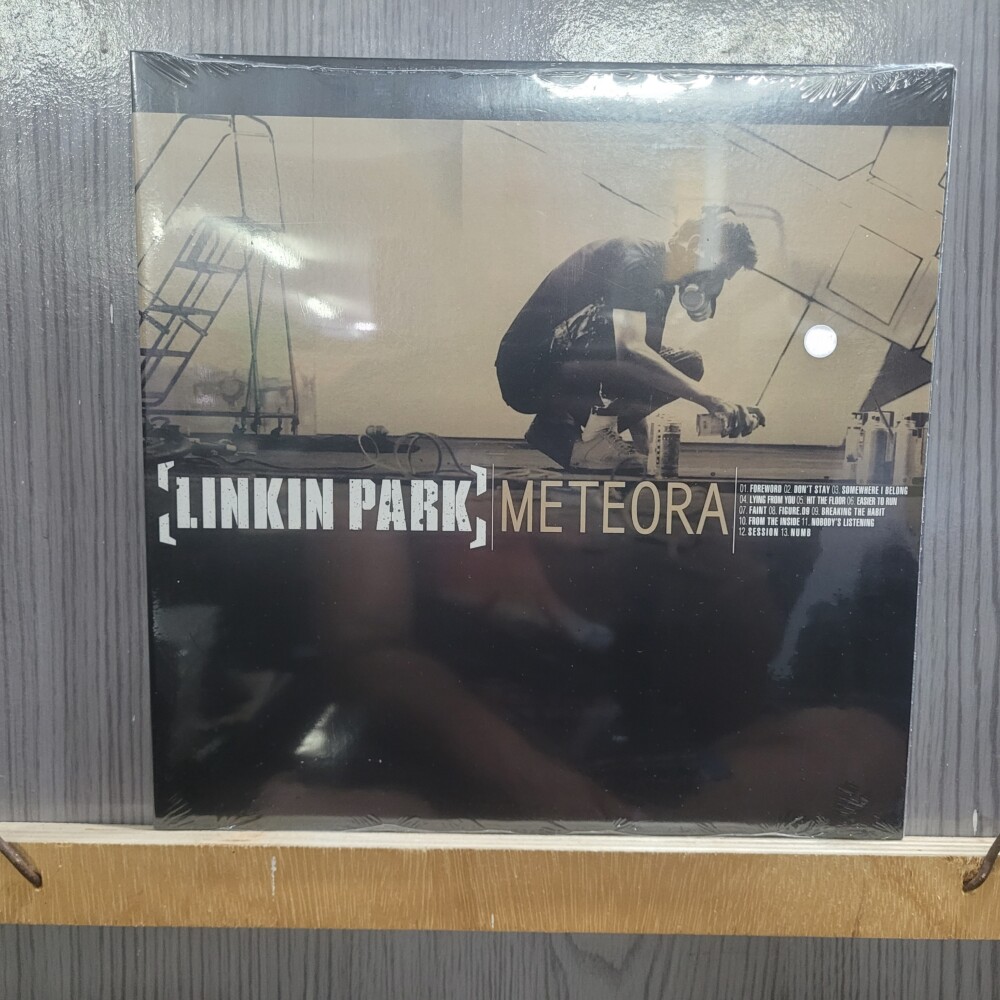 [LINKIN PARK] METEORA
01. FOREWORD 02. DON'T STAY 03. SOMEWHERE I BELONG
04. LYING FROM YOU 05. HIT THE FLOOR 06. EASIER TO RUN
07. FAINT 08. FIGURE.09 09. BREAKING THE HABIT
10. FROM THE INSIDE 11. NOBODY'S LISTENING
12. SESSION 13. NUMB